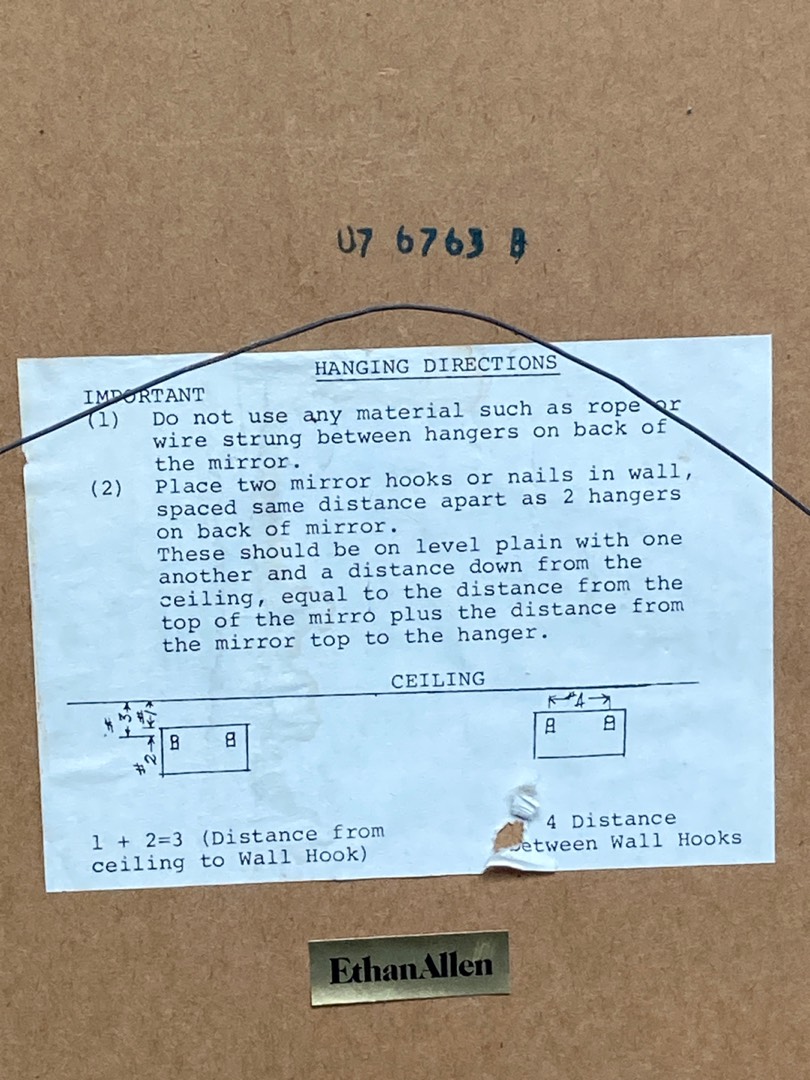 07 6763 B
HANGING DIRECTIONS
IMPORTANT
(1) Do not use any material such as rope or
wire strung between hangers on back of
the mirror.
(2) Place two mirror hooks or nails in wall,
spaced same distance apart as 2 hangers
on back of mirror.
These should be on level plain with one
another and a distance down from the
ceiling, equal to the distance from the
top of the mirro plus the distance from
the mirror top to the hanger.
CEILING
#3 #1 #2
#4
1 + 2=3 (Distance from
ceiling to Wall Hook)
4 Distance
between Wall Hooks
EthanAllen